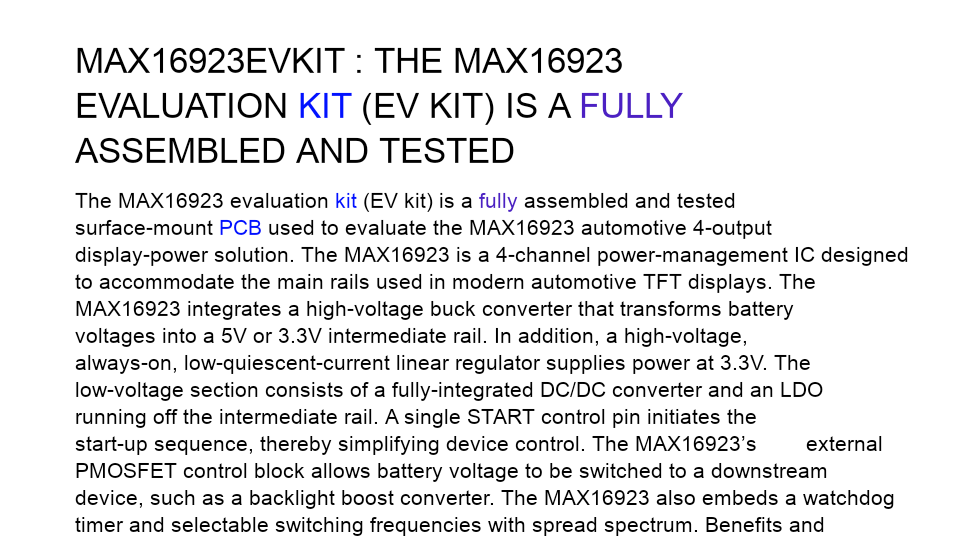 MAX16923EVKIT : THE MAX16923
EVALUATION KIT (EV KIT) IS A FULLY
ASSEMBLED AND TESTED
The MAX16923 evaluation kit (EV kit) is a fully assembled and tested
surface-mount PCB used to evaluate the MAX16923 automotive 4-output
display-power solution. The MAX16923 is a 4-channel power-management IC designed
to accommodate the main rails used in modern automotive TFT displays. The
MAX16923 integrates a high-voltage buck converter that transforms battery
voltages into a 5V or 3.3V intermediate rail. In addition, a high-voltage,
always-on, low-quiescent-current linear regulator supplies power at 3.3V. The
low-voltage section consists of a fully-integrated DC/DC converter and an LDO
running off the intermediate rail. A single START control pin initiates the
start-up sequence, thereby simplifying device control. The MAX16923’s external
PMOSFET control block allows battery voltage to be switched to a downstream
device, such as a backlight boost converter. The MAX16923 also embeds a watchdog
timer and selectable switching frequencies with spread spectrum. Benefits and